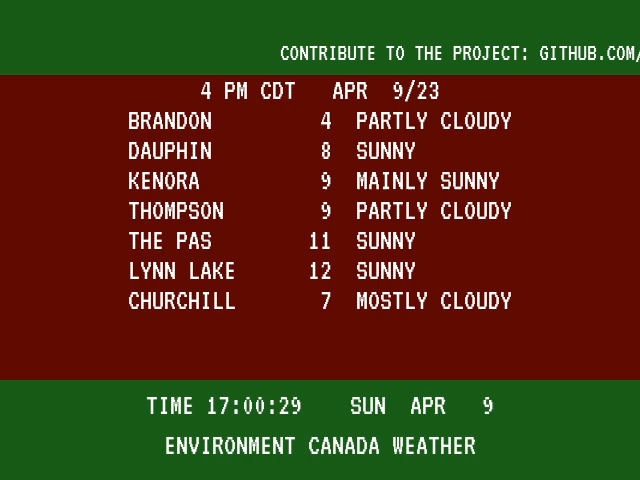 CONTRIBUTE TO THE PROJECT: GITHUB.COM/
4 PM CDT   APR  9/23
BRANDON         4  PARTLY CLOUDY
DAUPHIN         8  SUNNY
KENORA          9  MAINLY SUNNY
THOMPSON        9  PARTLY CLOUDY
THE PAS        11  SUNNY
LYNN LAKE      12  SUNNY
CHURCHILL       7  MOSTLY CLOUDY
TIME 17:00:29    SUN  APR   9
ENVIRONMENT CANADA WEATHER